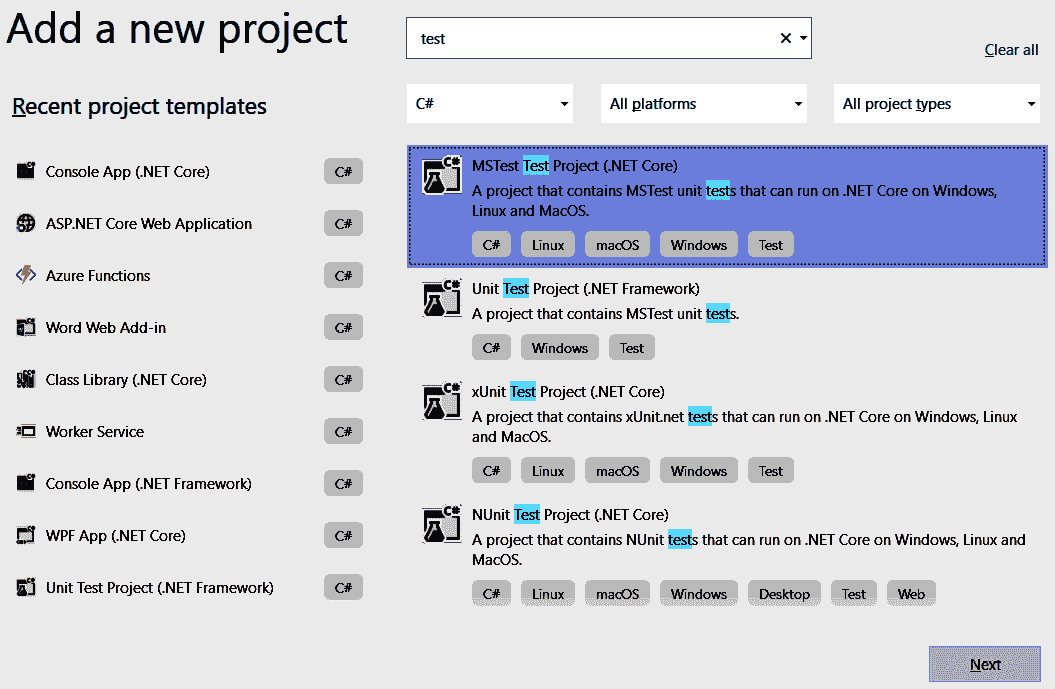 Add a new project
test
Clear all
C#
All platforms
All project types
Recent project templates
Console App (.NET Core) C#
ASP.NET Core Web Application C#
Azure Functions C#
Word Web Add-in C#
Class Library (.NET Core) C#
Worker Service C#
Console App (.NET Framework) C#
WPF App (.NET Core) C#
Unit Test Project (.NET Framework) C#
MSTest Test Project (.NET Core)
A project that contains MSTest unit tests that can run on .NET Core on Windows,
Linux and MacOS.
C# Linux macOS Windows Test
Unit Test Project (.NET Framework)
A project that contains MSTest unit tests.
C# Windows Test
xUnit Test Project (.NET Core)
A project that contains xUnit.net tests that can run on .NET Core on Windows, Linux
and MacOS.
C# Linux macOS Windows Test
NUnit Test Project (.NET Core)
A project that contains NUnit tests that can run on .NET Core on Windows, Linux and
MacOS.
C# Linux macOS Windows Desktop Test Web
Next